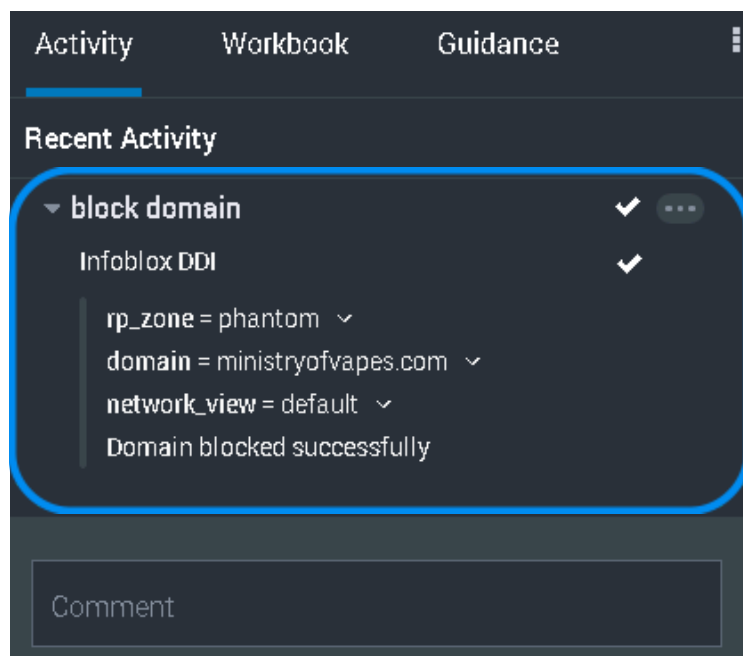 Activity Workbook Guidance
Recent Activity
block domain
Infoblox DDI
rp_zone = phantom
domain = ministryofvapes.com
network_view = default
Domain blocked successfully
Comment